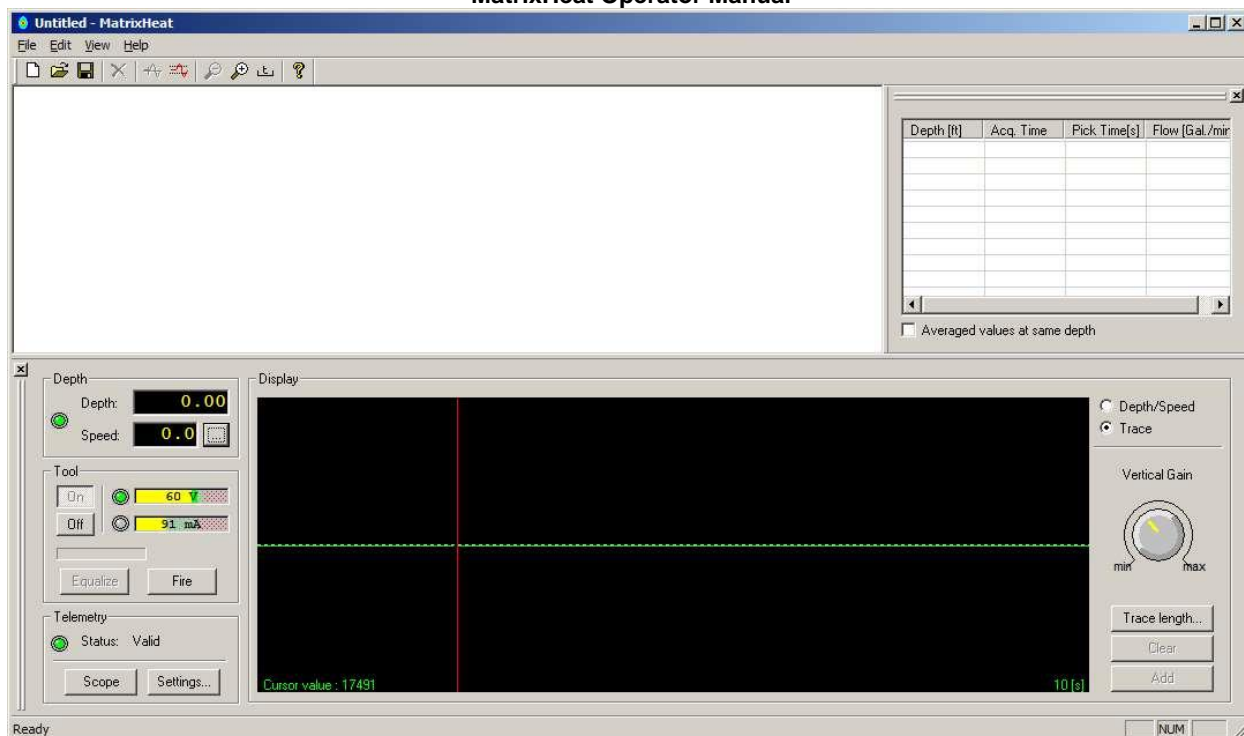 MatrixHeat Operator Manual
Untitled - MatrixHeat
File Edit View Help
Depth [ft] Acq. Time Pick Time[s] Flow [Gal./min
Averaged values at same depth
Depth
Depth: 0.00
Speed: 0.0 ...
Tool
On 60 V
Off 91 mA
Equalize Fire
Telemetry
Status: Valid
Scope Settings...
Display
Cursor value : 17491
10 [s]
Depth/Speed
Trace
Vertical Gain
min max
Trace length...
Clear
Add
Ready
NUM